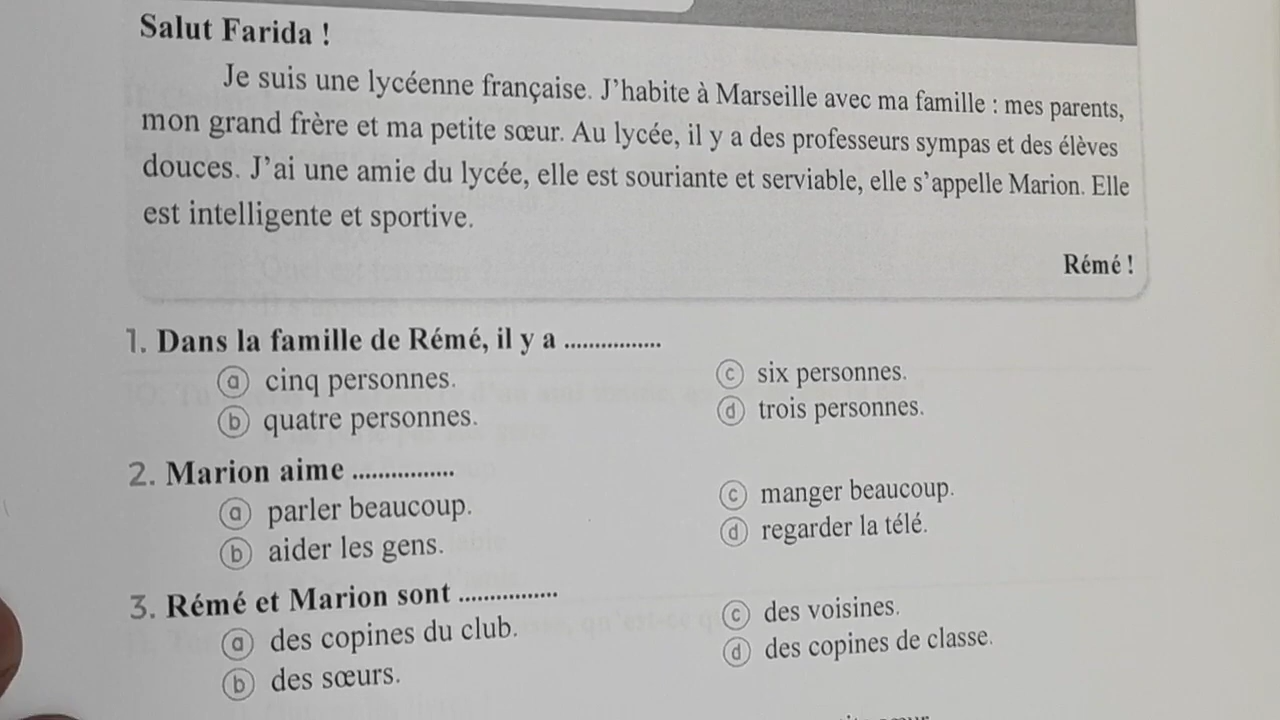 Salut Farida !
Je suis une lycéenne française. J'habite à Marseille avec ma famille : mes parents,
mon grand frère et ma petite sœur. Au lycée, il y a des professeurs sympas et des élèves
douces. J'ai une amie du lycée, elle est souriante et serviable, elle s'appelle Marion. Elle
est intelligente et sportive.
Rémé !
1. Dans la famille de Rémé, il y a ................
a cinq personnes.
b quatre personnes.
c six personnes.
d trois personnes.
2. Marion aime ................
a parler beaucoup.
b aider les gens.
c manger beaucoup.
d regarder la télé.
3. Rémé et Marion sont ................
a des copines du club.
b des sœurs.
c des voisines.
d des copines de classe.